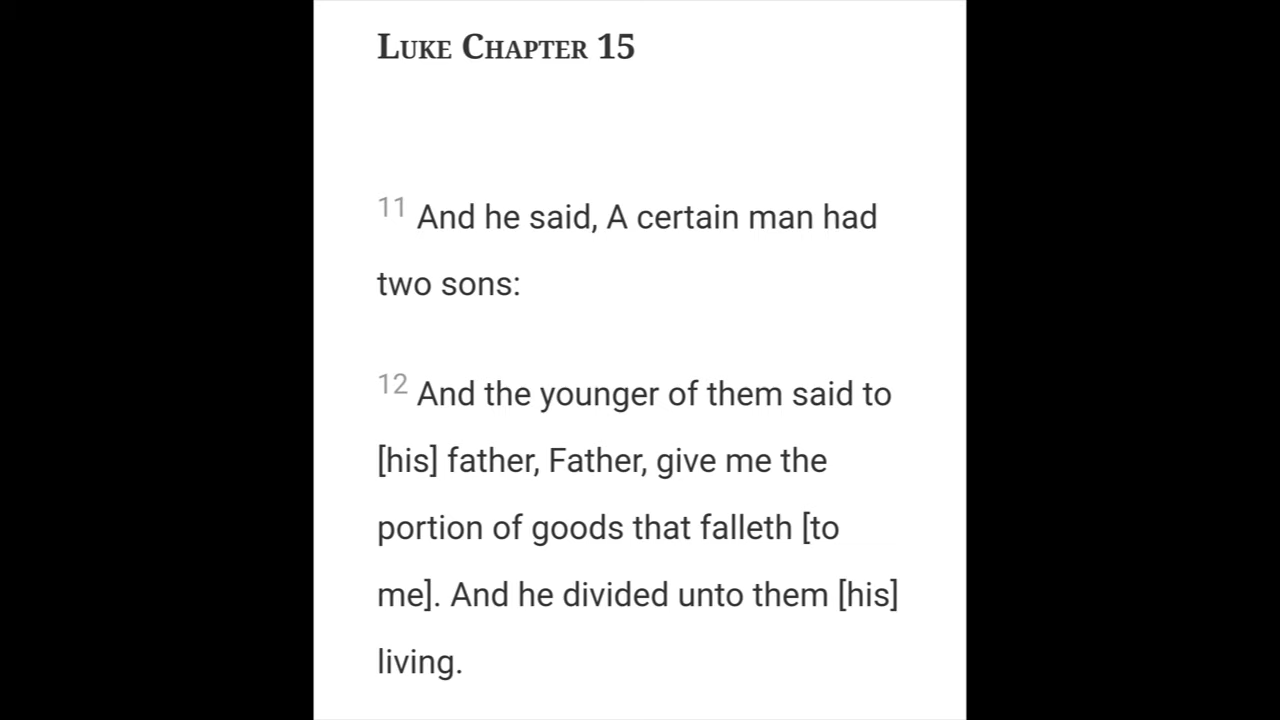 Luke Chapter 15
11 And he said, A certain man had
two sons:
12 And the younger of them said to
[his] father, Father, give me the
portion of goods that falleth [to
me]. And he divided unto them [his]
living.